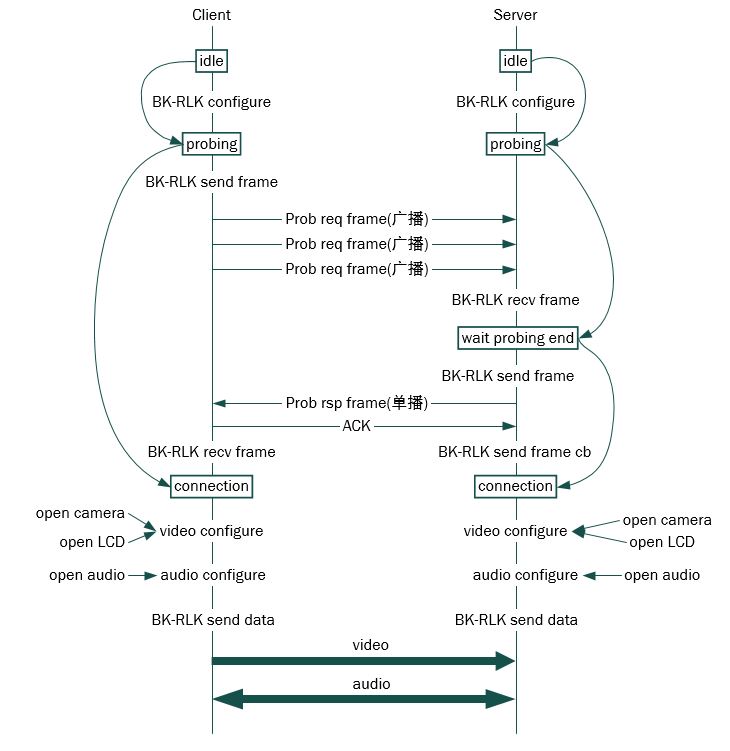 Client
Server
idle
idle
BK-RLK configure
BK-RLK configure
probing
probing
BK-RLK send frame
Prob req frame(广播)
Prob req frame(广播)
Prob req frame(广播)
BK-RLK recv frame
wait probing end
BK-RLK send frame
Prob rsp frame(单播)
ACK
BK-RLK recv frame
BK-RLK send frame cb
connection
connection
open camera
open camera
video configure
video configure
open LCD
open LCD
open audio
audio configure
audio configure
open audio
BK-RLK send data
BK-RLK send data
video
audio